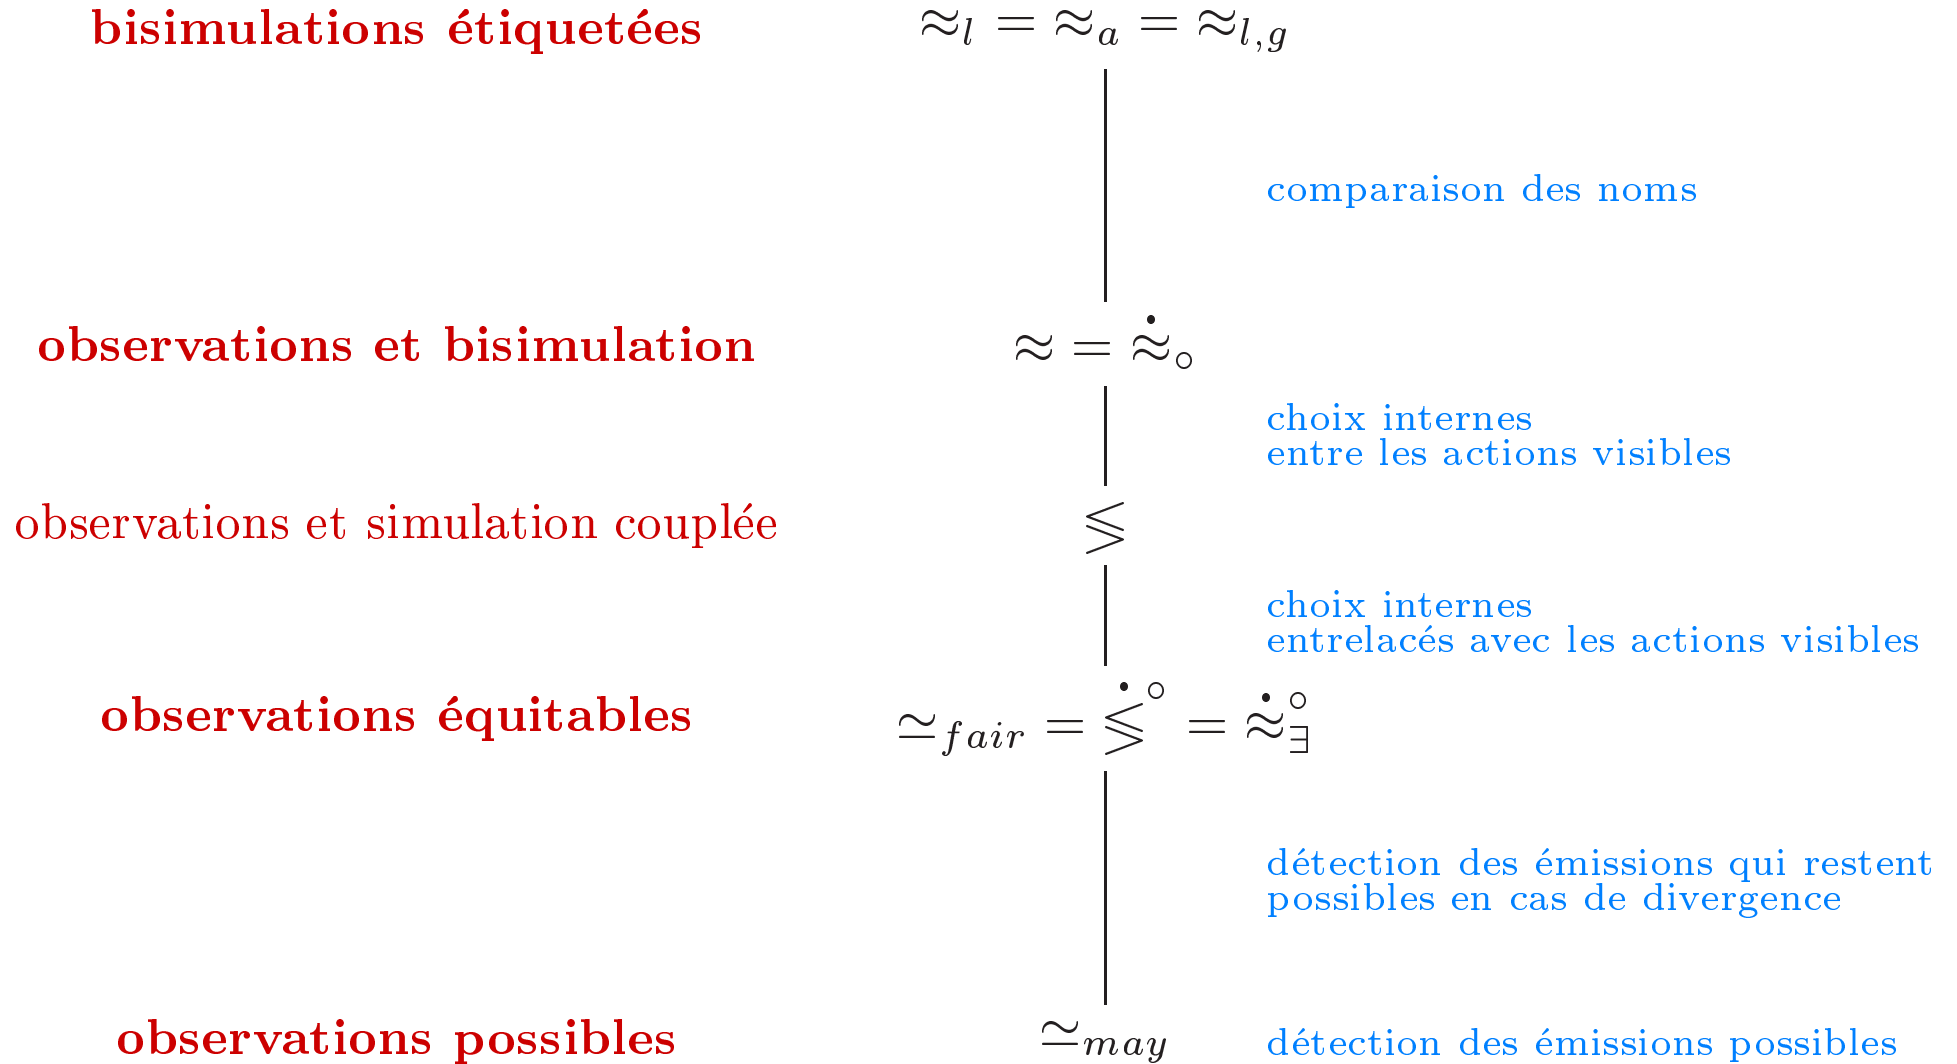 bisimulations étiquetées ≈_l = ≈_a = ≈_{l,g}
comparaison des noms
observations et bisimulation ≈ = ≈̇_∘
choix internes
entre les actions visibles
observations et simulation couplée ≶
choix internes
entrelacés avec les actions visibles
observations équitables ≃_{fair} = ≶̇^∘ = ≈̇^∘_∃
détection des émissions qui restent
possibles en cas de divergence
observations possibles ≃_{may} détection des émissions possibles